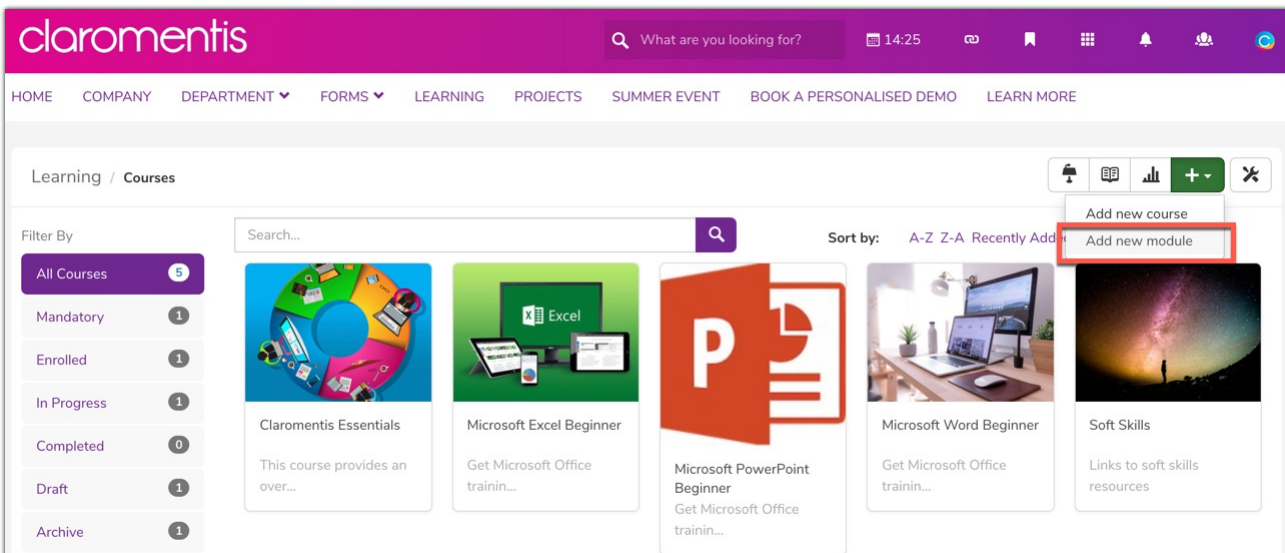 claromentis
What are you looking for?
14:25
HOME COMPANY DEPARTMENT FORMS LEARNING PROJECTS SUMMER EVENT BOOK A PERSONALISED DEMO LEARN MORE
Learning / Courses
Add new course
Add new module
Filter By
Search...
Sort by: A-Z Z-A Recently Adde
All Courses 5
Mandatory 1
Enrolled 1
In Progress 1
Completed 0
Draft 1
Archive 1
Excel
P
Claromentis Essentials
This course provides an
over...
Microsoft Excel Beginner
Get Microsoft Office
trainin...
Microsoft PowerPoint
Beginner
Get Microsoft Office
trainin...
Microsoft Word Beginner
Get Microsoft Office
trainin...
Soft Skills
Links to soft skills
resources